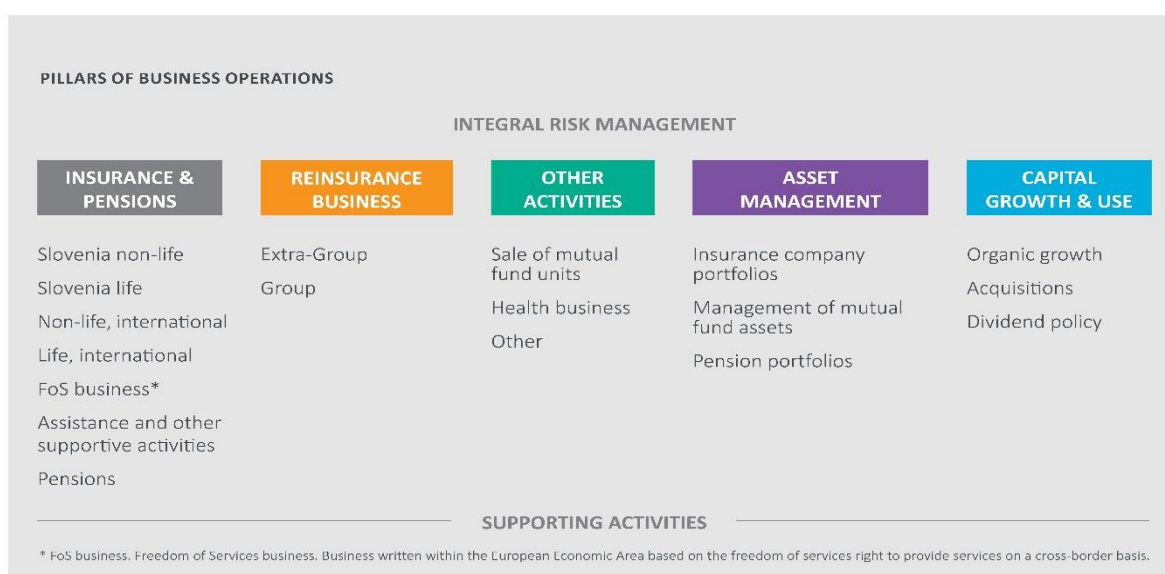 PILLARS OF BUSINESS OPERATIONS
INTEGRAL RISK MANAGEMENT
INSURANCE &
PENSIONS
Slovenia non-life
Slovenia life
Non-life, international
Life, international
FoS business*
Assistance and other
supportive activities
Pensions
REINSURANCE
BUSINESS
Extra-Group
Group
OTHER
ACTIVITIES
Sale of mutual
fund units
Health business
Other
ASSET
MANAGEMENT
Insurance company
portfolios
Management of mutual
fund assets
Pension portfolios
CAPITAL
GROWTH & USE
Organic growth
Acquisitions
Dividend policy
SUPPORTING ACTIVITIES
* FoS business. Freedom of Services business. Business written within the European Economic Area based on the freedom of services right to provide services on a cross-border basis.